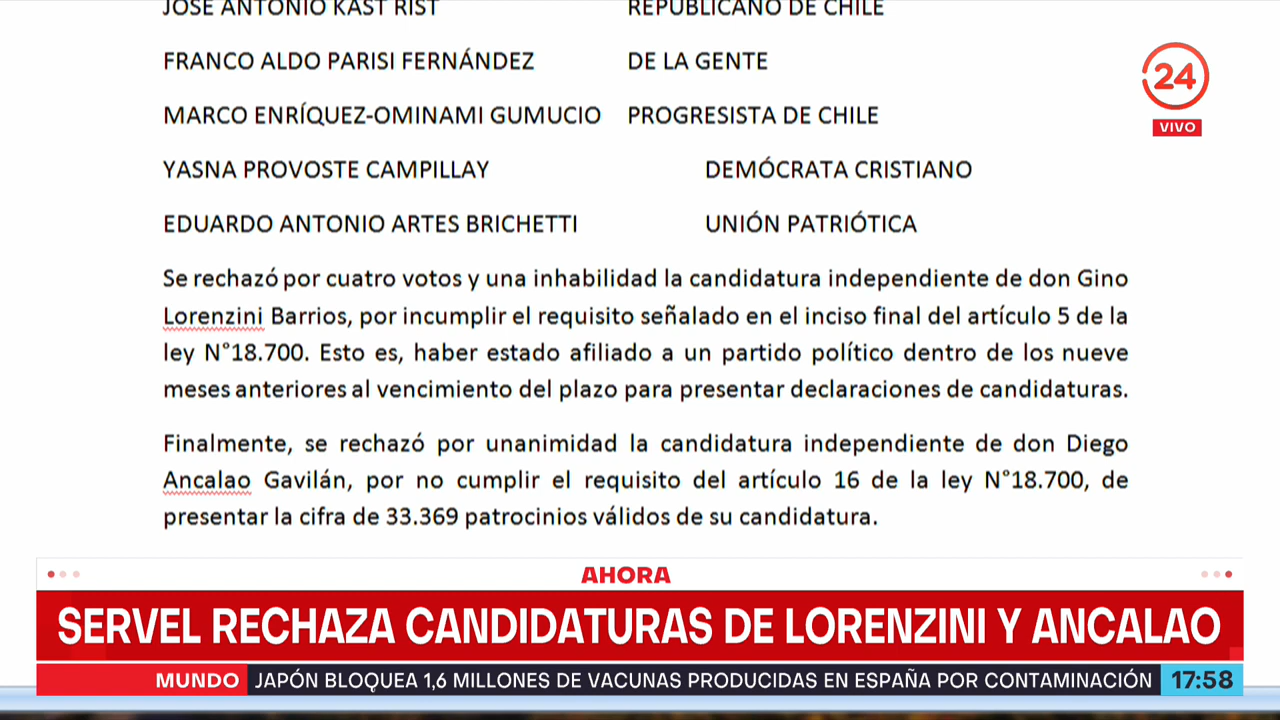 JOSÉ ANTONIO KAST RIST REPUBLICANO DE CHILE
FRANCO ALDO PARISI FERNÁNDEZ DE LA GENTE
MARCO ENRÍQUEZ-OMINAMI GUMUCIO PROGRESISTA DE CHILE
YASNA PROVOSTE CAMPILLAY DEMÓCRATA CRISTIANO
EDUARDO ANTONIO ARTES BRICHETTI UNIÓN PATRIÓTICA
Se rechazó por cuatro votos y una inhabilidad la candidatura independiente de don Gino
Lorenzini Barrios, por incumplir el requisito señalado en el inciso final del artículo 5 de la
ley N°18.700. Esto es, haber estado afiliado a un partido político dentro de los nueve
meses anteriores al vencimiento del plazo para presentar declaraciones de candidaturas.
Finalmente, se rechazó por unanimidad la candidatura independiente de don Diego
Ancalao Gavilán, por no cumplir el requisito del artículo 16 de la ley N°18.700, de
presentar la cifra de 33.369 patrocinios válidos de su candidatura.
24
VIVO
AHORA
SERVEL RECHAZA CANDIDATURAS DE LORENZINI Y ANCALAO
MUNDO JAPÓN BLOQUEA 1,6 MILLONES DE VACUNAS PRODUCIDAS EN ESPAÑA POR CONTAMINACIÓN 17:58